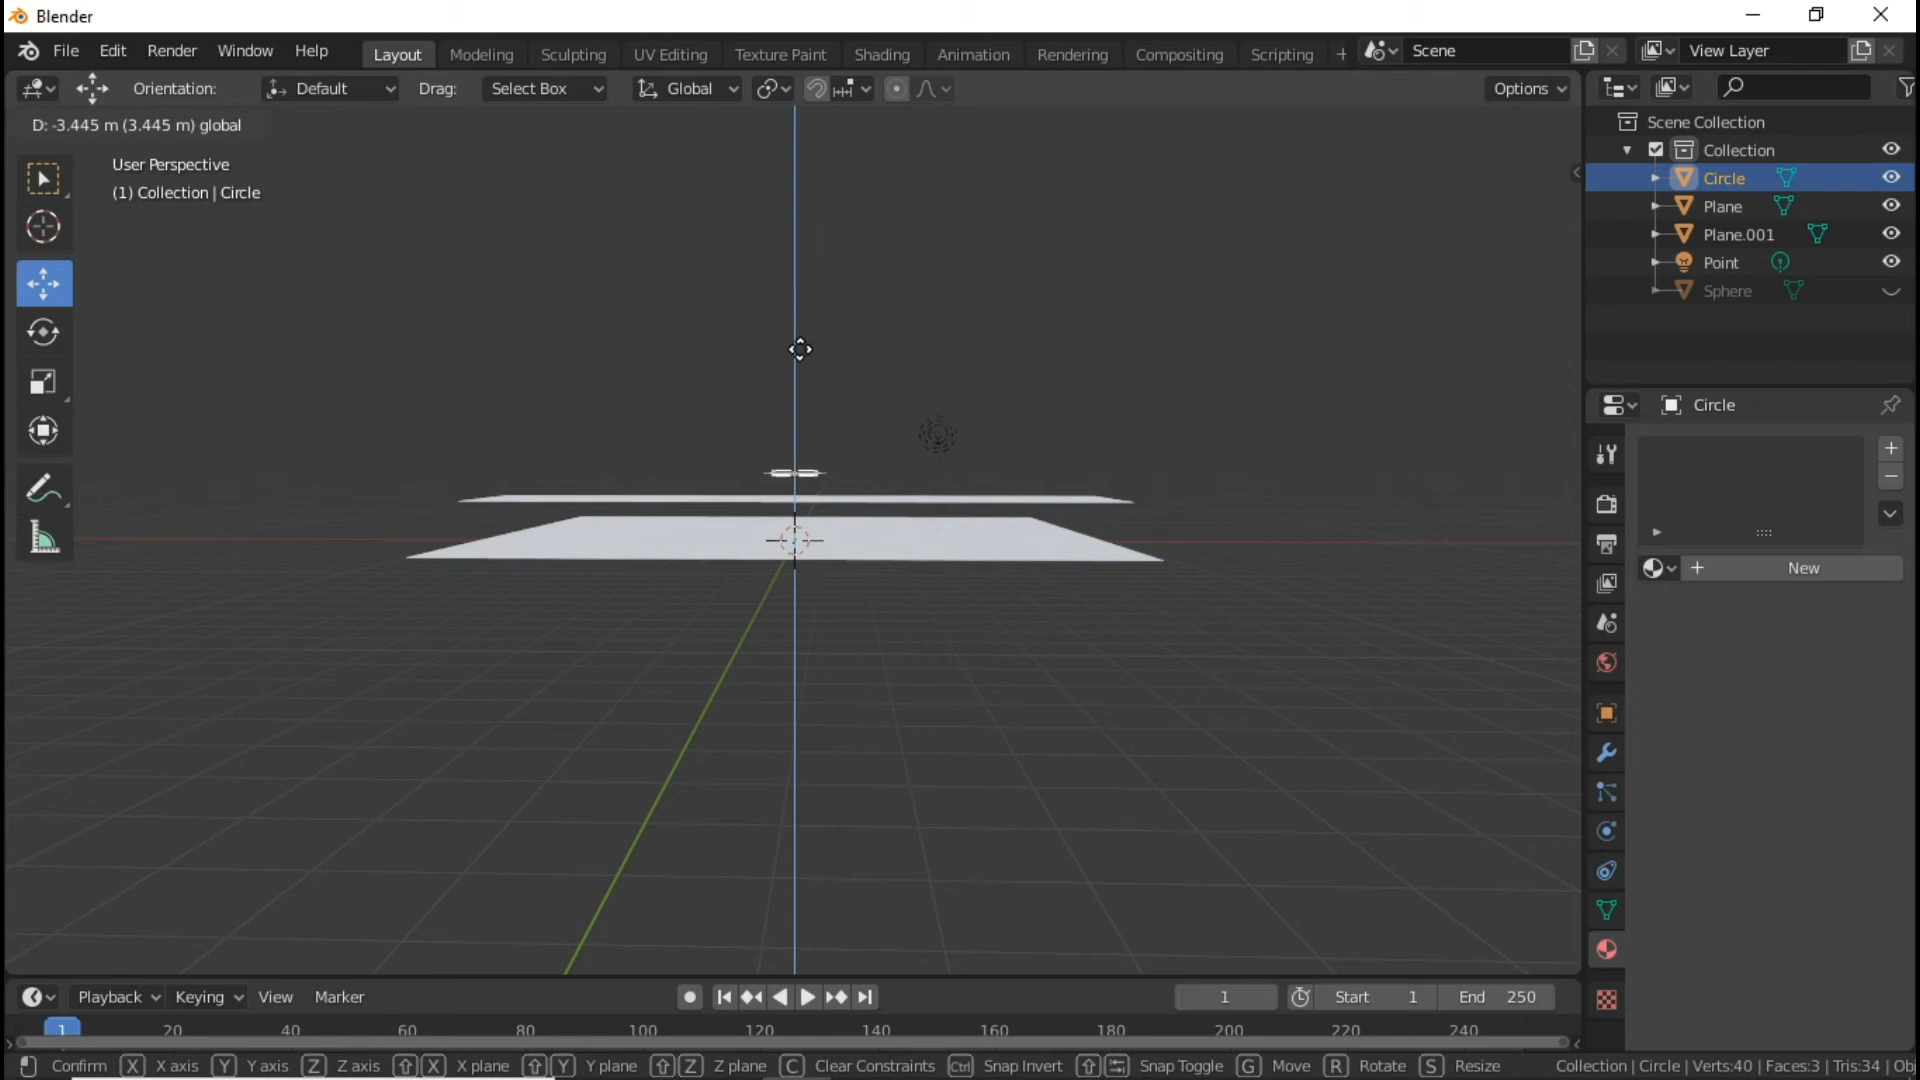 Blender
File Edit Render Window Help Layout Modeling Sculpting UV Editing Texture Paint Shading Animation Rendering Compositing Scripting + Scene View Layer
Orientation: Default Drag: Select Box Global Options
D: -3.445 m (3.445 m) global
User Perspective
(1) Collection | Circle
Scene Collection
Collection
Circle
Plane
Plane.001
Point
Sphere
Circle
New
Playback Keying View Marker 1 Start 1 End 250
1 20 40 60 80 100 120 140 160 180 200 220 240
Confirm X X axis Y Y axis Z Z axis X X plane Y Y plane Z Z plane C Clear Constraints Ctrl Snap Invert Snap Toggle G Move R Rotate S Resize Collection | Circle | Verts:40 | Faces:3 | Tris:34 | Ob